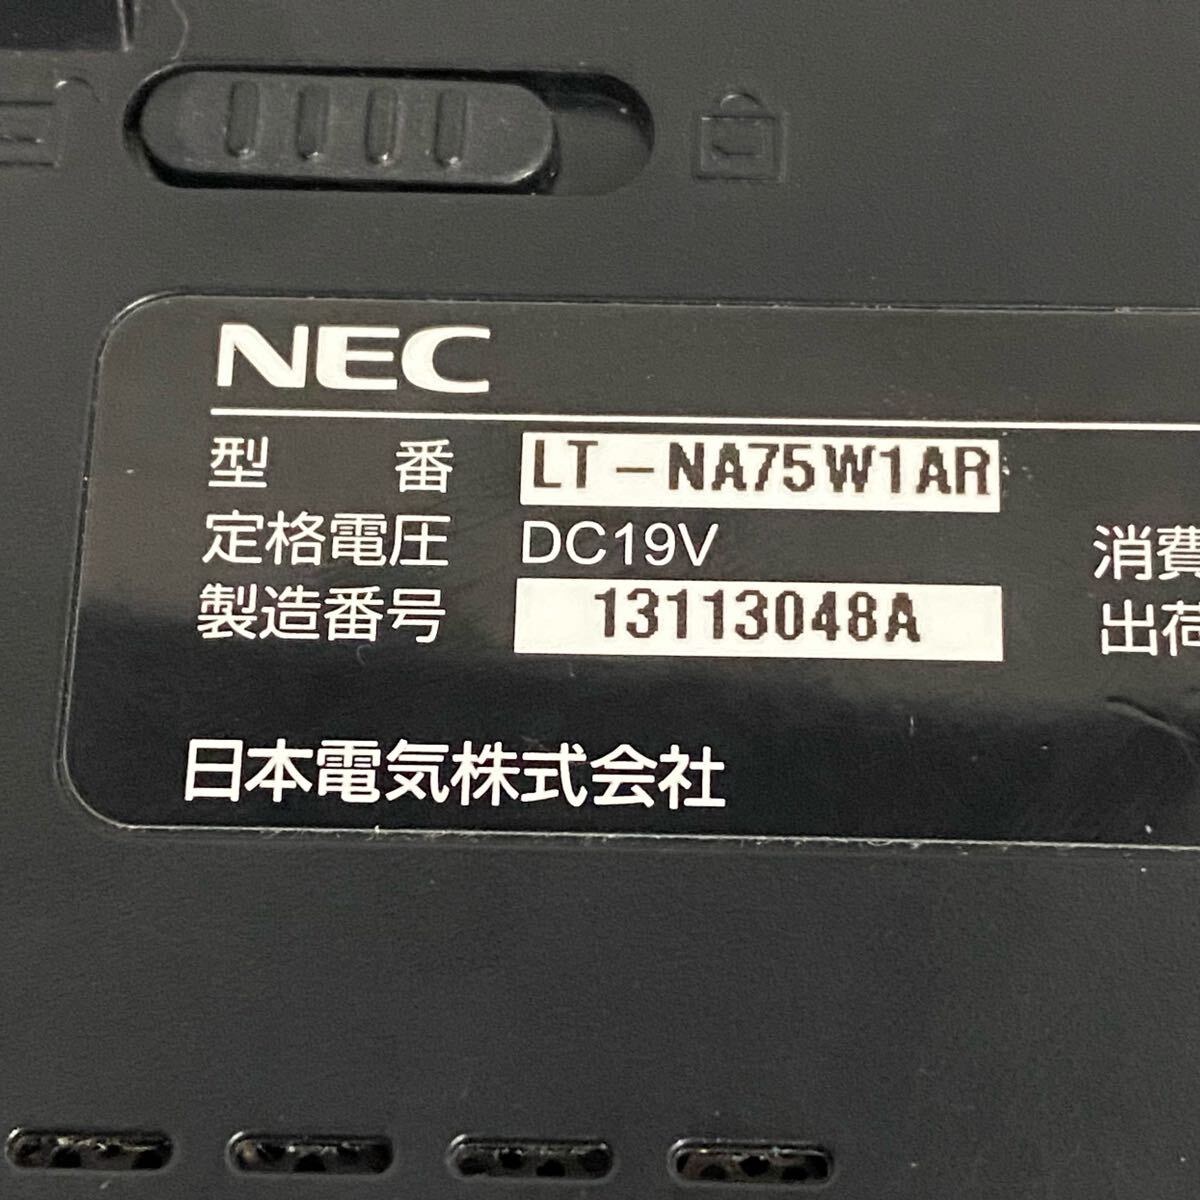 NEC
型番 LT-NA75W1AR
定格電圧 DC19V 消費
製造番号 13113048A 出荷
日本電気株式会社